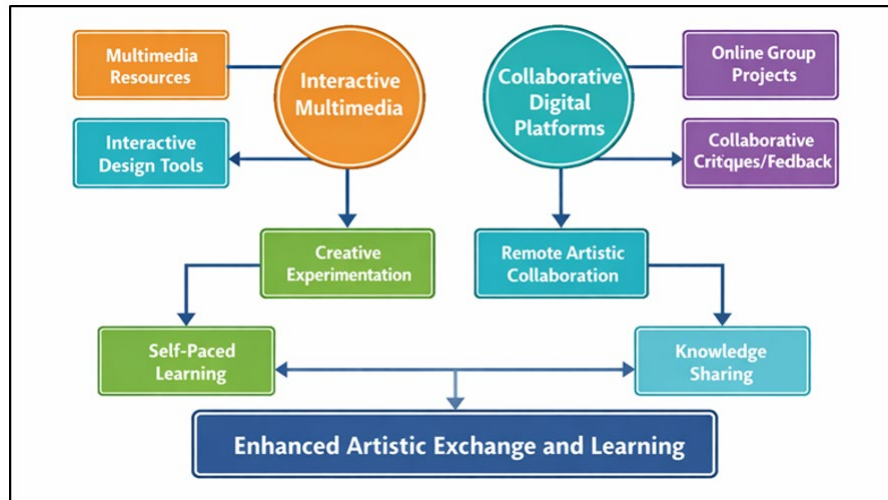 Multimedia
Resources
Interactive
Multimedia
Collaborative
Digital
Platforms
Online Group
Projects
Interactive
Design Tools
Collaborative
Critques/Fedback
Creative
Experimentation
Remote Artistic
Collaboration
Self-Paced
Learning
Knowledge
Sharing
Enhanced Artistic Exchange and Learning